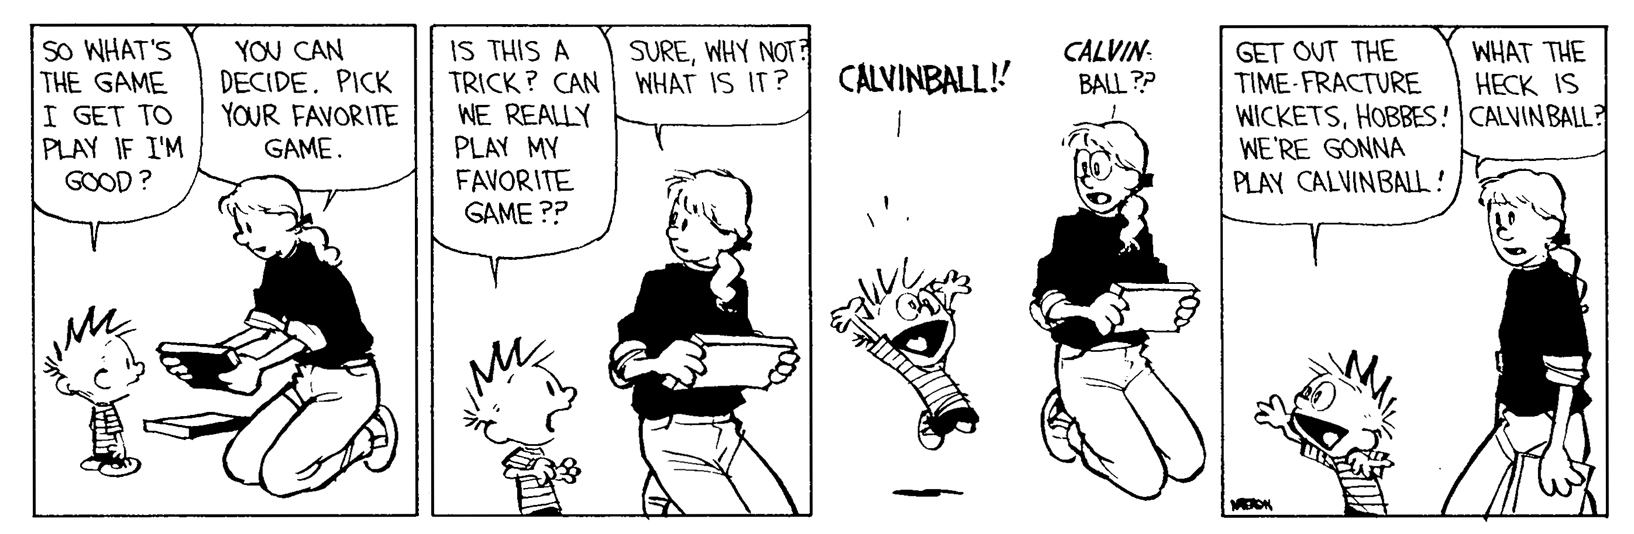 SO WHAT'S
THE GAME
I GET TO
PLAY IF I'M
GOOD?
YOU CAN
DECIDE. PICK
YOUR FAVORITE
GAME.
IS THIS A
TRICK? CAN
WE REALLY
PLAY MY
FAVORITE
GAME??
SURE, WHY NOT?
WHAT IS IT?
CALVINBALL!!
CALVIN-
BALL??
GET OUT THE
TIME-FRACTURE
WICKETS, HOBBES!
WE'RE GONNA
PLAY CALVINBALL!
WHAT THE
HECK IS
CALVINBALL?
WATERSON